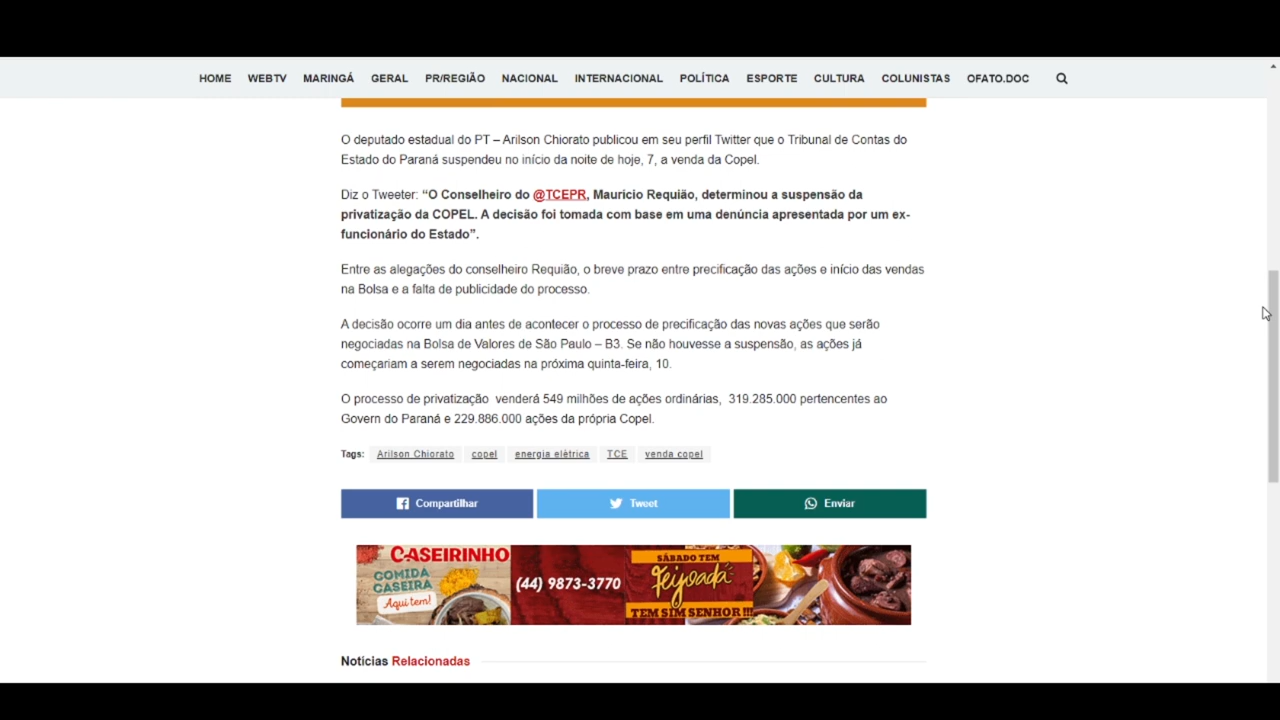 HOME WEBTV MARINGÁ GERAL PR/REGIÃO NACIONAL INTERNACIONAL POLÍTICA ESPORTE CULTURA COLUNISTAS OFATO.DOC
O deputado estadual do PT – Arilson Chiorato publicou em seu perfil Twitter que o Tribunal de Contas do
Estado do Paraná suspendeu no início da noite de hoje, 7, a venda da Copel.
Diz o Tweeter: “O Conselheiro do @TCEPR, Maurício Requião, determinou a suspensão da
privatização da COPEL. A decisão foi tomada com base em uma denúncia apresentada por um ex-
funcionário do Estado”.
Entre as alegações do conselheiro Requião, o breve prazo entre precificação das ações e início das vendas
na Bolsa e a falta de publicidade do processo.
A decisão ocorre um dia antes de acontecer o processo de precificação das novas ações que serão
negociadas na Bolsa de Valores de São Paulo – B3. Se não houvesse a suspensão, as ações já
começariam a serem negociadas na próxima quinta-feira, 10.
O processo de privatização venderá 549 milhões de ações ordinárias, 319.285.000 pertencentes ao
Govern do Paraná e 229.886.000 ações da própria Copel.
Tags: Arilson Chiorato copel energia elétrica TCE venda copel
Compartilhar Tweet Enviar
CASEIRINHO
COMIDA
CASEIRA
Aqui tem!
(44) 9873-3770
SÁBADO TEM
Feijoada
TEM SIM SENHOR !!!
Notícias Relacionadas